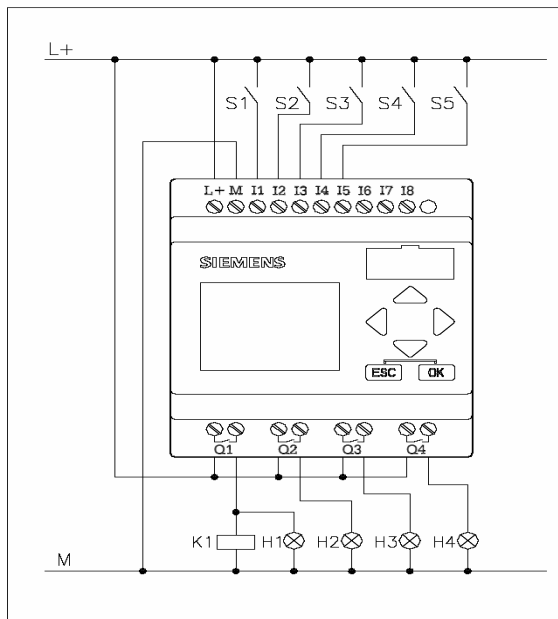 L+
S1 S2 S3 S4 S5
L+ M I1 I2 I3 I4 I5 I6 I7 I8
SIEMENS
ESC OK
Q1 Q2 Q3 Q4
K1 H1 H2 H3 H4
M